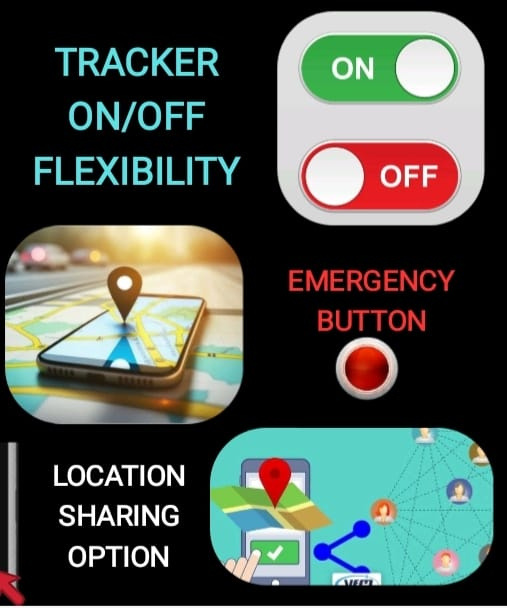 TRACKER
ON/OFF
FLEXIBILITY
ON
OFF
EMERGENCY
BUTTON
LOCATION
SHARING
OPTION